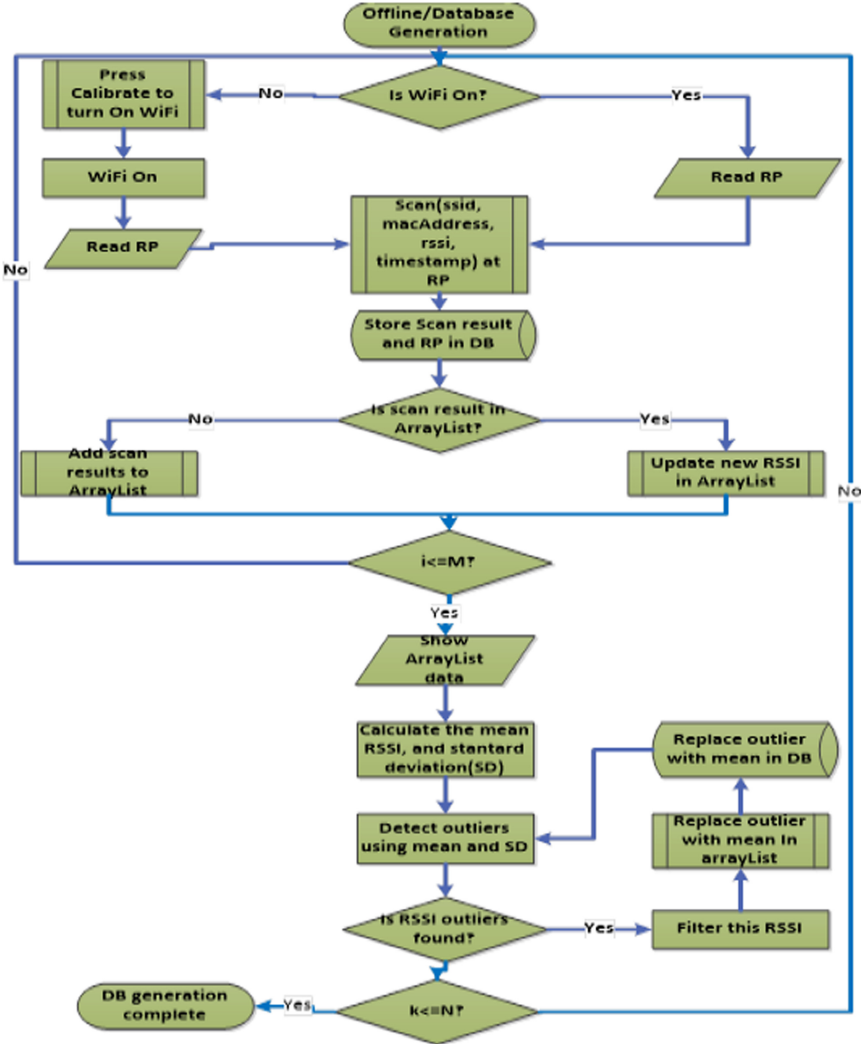 Offline/Database
Generation
Press
Calibrate to
turn On WiFi
No
Is WiFi On?
Yes
WiFi On
Read RP
Read RP
Scan(ssid,
macAddress,
rssi,
timestamp) at
RP
No
Store Scan result
and RP in DB
No
Is scan result in
ArrayList?
Yes
Add scan
results to
ArrayList
Update new RSSI
in ArrayList
No
i<=M?
Yes
Show
ArrayList
data
Calculate the mean
RSSI, and stantard
deviation(SD)
Replace outlier
with mean in DB
Detect outliers
using mean and SD
Replace outlier
with mean In
arrayList
Is RSSI outliers
found?
Yes
Filter this RSSI
DB generation
complete
Yes
k<=N?